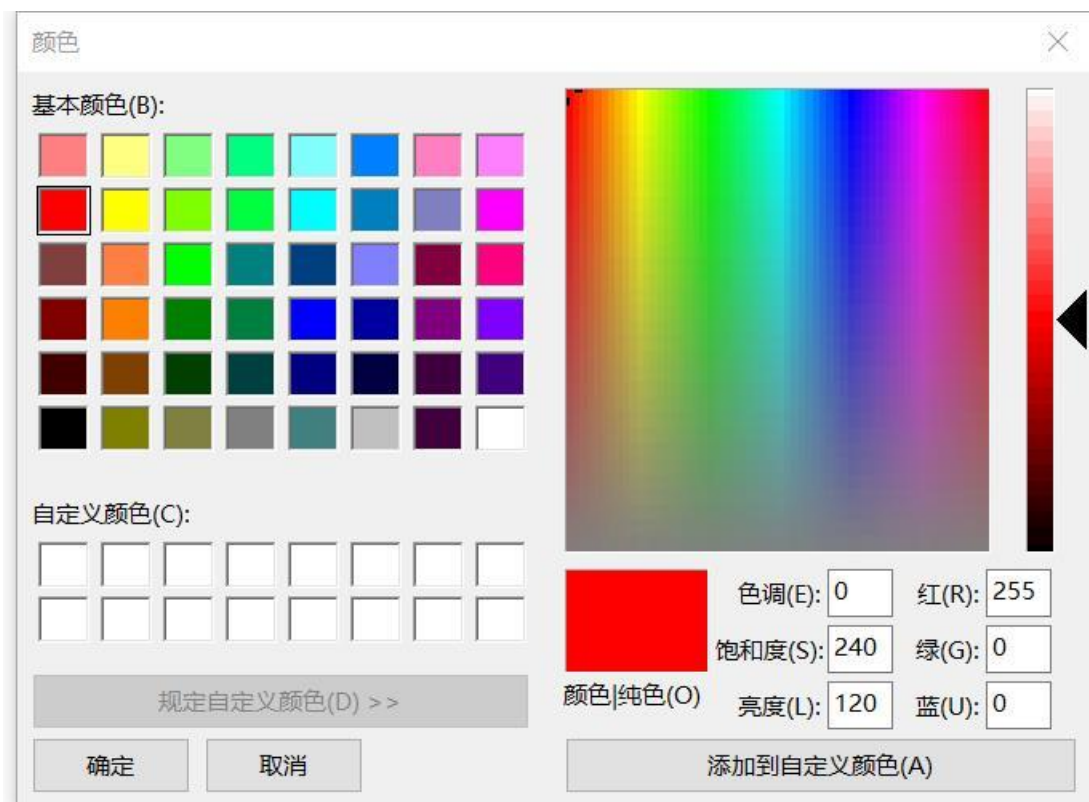 颜色
基本颜色(B):
自定义颜色(C):
规定自定义颜色(D) >>
确定
取消
颜色|纯色(O)
色调(E): 0
红(R): 255
饱和度(S): 240
绿(G): 0
亮度(L): 120
蓝(U): 0
添加到自定义颜色(A)